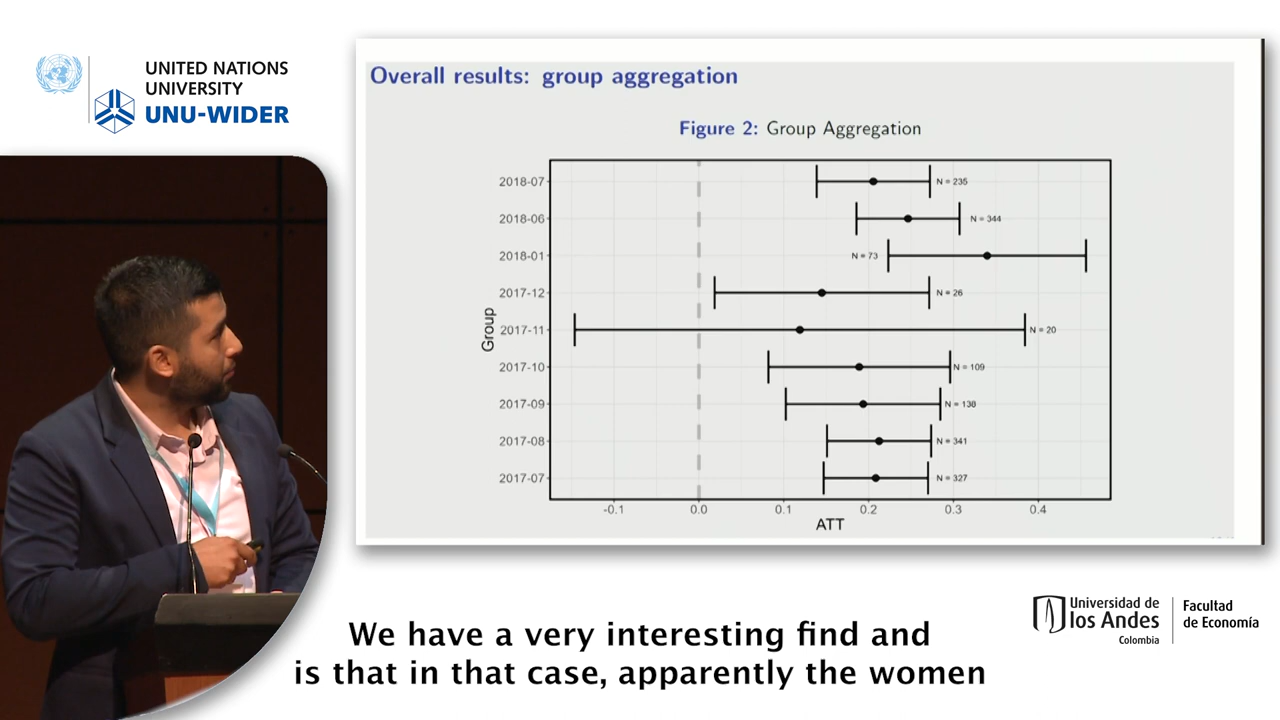 UNITED NATIONS
UNIVERSITY
UNU-WIDER
Overall results: group aggregation
Figure 2: Group Aggregation
2018-07
N = 235
2018-06
N = 344
2018-01
N = 73
2017-12
N = 26
2017-11
N = 20
2017-10
N = 109
2017-09
2017-08
N = 341
2017-07
N = 327
Group
-0.1 0.0 0.1 0.2 0.3 0.4
ATT
We have a very interesting find and
is that in that case, apparently the women
Universidad de
los Andes
Colombia
Facultad
de Economía